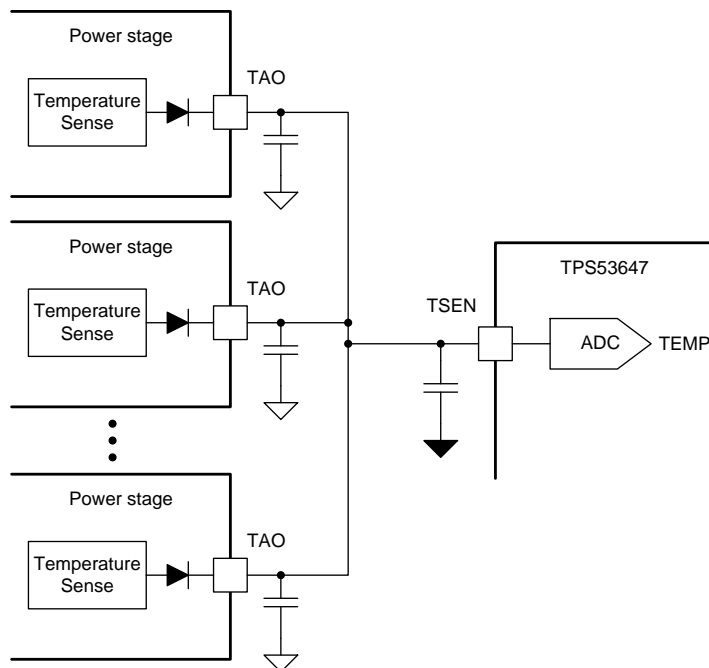 Power stage
TAO
Temperature
Sense
Power stage
TPS53647
TAO
TSEN
Temperature
Sense
ADC
TEMP
Power stage
TAO
Temperature
Sense